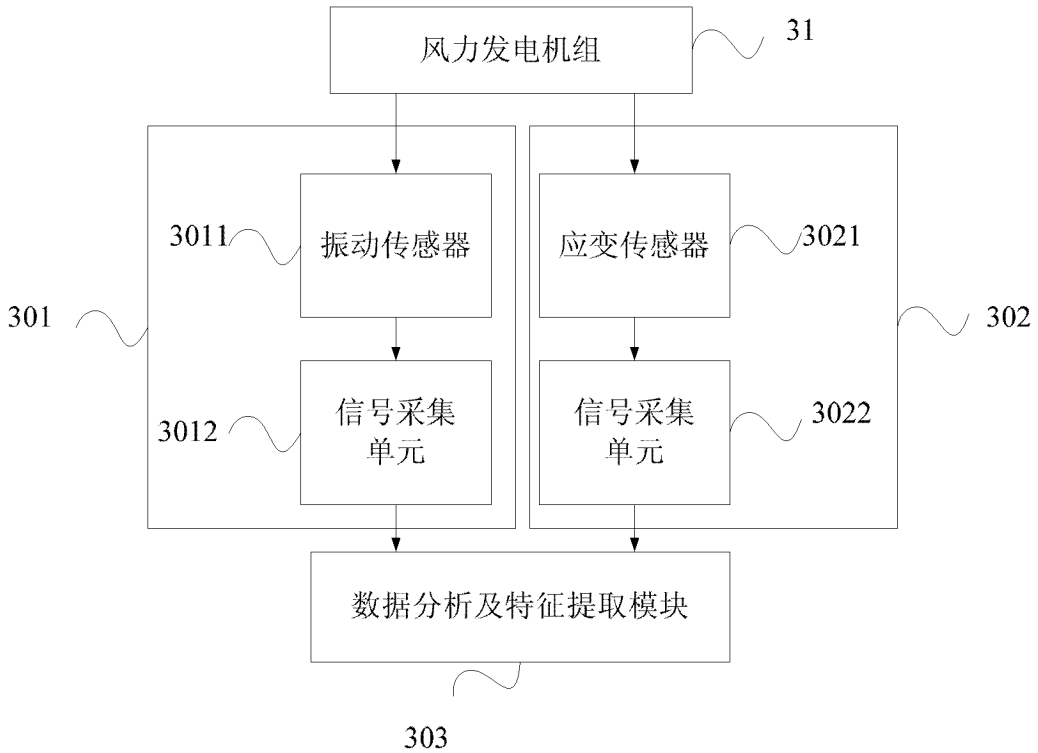 风力发电机组
31
3011
振动传感器
应变传感器
3021
301
302
3012
信号采集
单元
信号采集
单元
3022
数据分析及特征提取模块
303